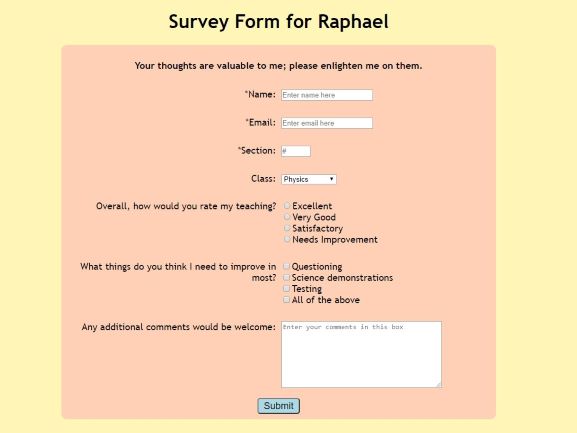 Survey Form for Raphael
Your thoughts are valuable to me; please enlighten me on them.
*Name: Enter name here
*Email: Enter email here
*Section: #
Class: Physics
Overall, how would you rate my teaching? Excellent
Very Good
Satisfactory
Needs Improvement
What things do you think I need to improve in Questioning
most? Science demonstrations
Testing
All of the above
Any additional comments would be welcome: Enter your comments in this box
Submit